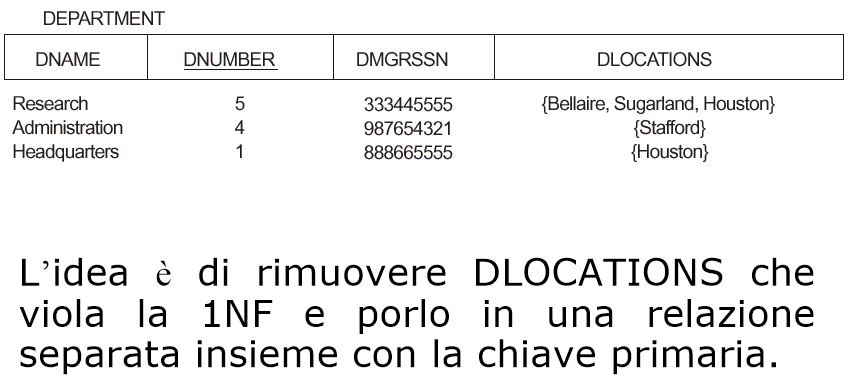 DEPARTMENT
DNAME DNUMBER DMGRSSN DLOCATIONS
Research 5 333445555 {Bellaire, Sugarland, Houston}
Administration 4 987654321 {Stafford}
Headquarters 1 888665555 {Houston}
L’idea è di rimuovere DLOCATIONS che
viola la 1NF e porlo in una relazione
separata insieme con la chiave primaria.